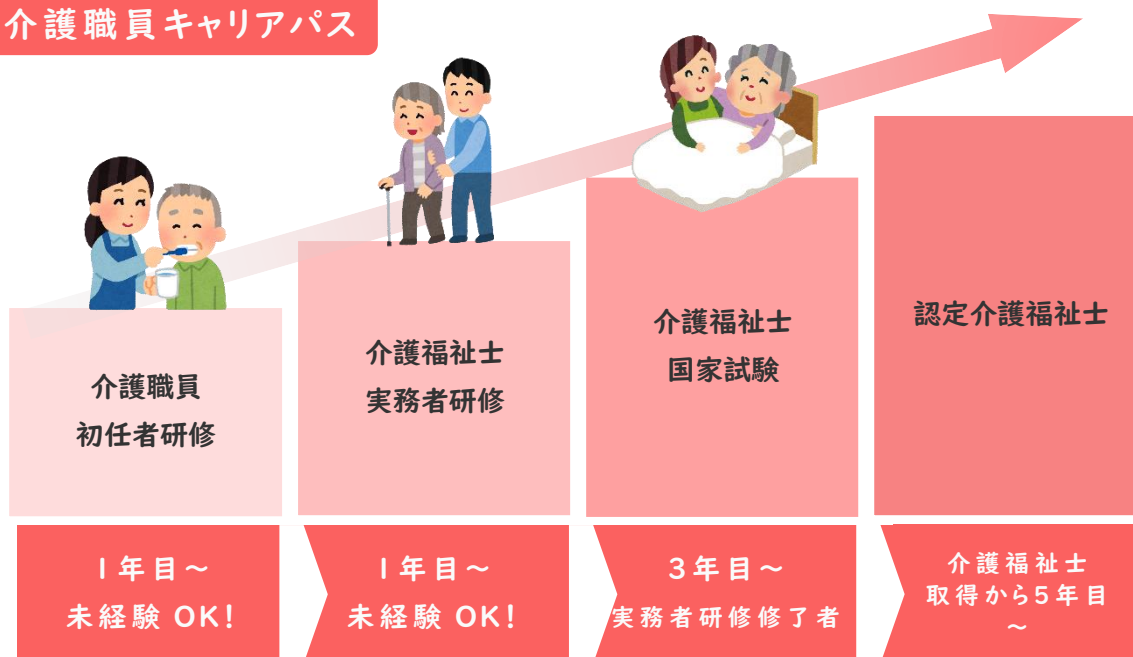 介護職員キャリアパス
介護職員
初任者研修
介護福祉士
実務者研修
介護福祉士
国家試験
認定介護福祉士
1年目～
未経験 OK!
1年目～
未経験 OK!
3年目～
実務者研修修了者
介護福祉士
取得から5年目
～